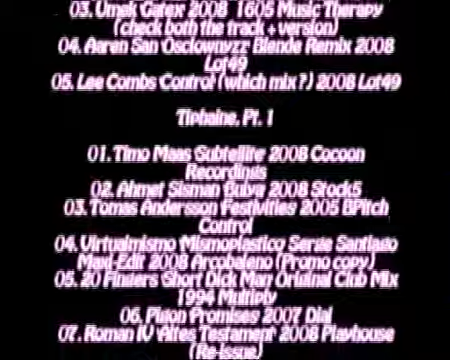 03. Umek Gatex 2008 1605 Music Therapy
(check both the track + version)
04. Aaren San Osclownyzz Blende Remix 2008
Lot49
05. Lee Combs Control (which mix?) 2008 Lot49
Tiphaine, Pt. 1
01. Timo Maas Subtellite 2008 Cocoon
Recordings
02. Ahmet Sisman Bulva 2008 Stock5
03. Tomas Andersson Festivities 2005 BPitch
Control
04. Virtualmismo Mismoplastico Serge Santiago
Maxi-Edit 2008 Arcobaleno (Promo copy)
05. 20 Fingers Short Dick Man Original Club Mix
1994 Multiply
06. Piton Promises 2007 Dial
07. Roman IV Altes Testament 2008 Playhouse
(Re-issue)